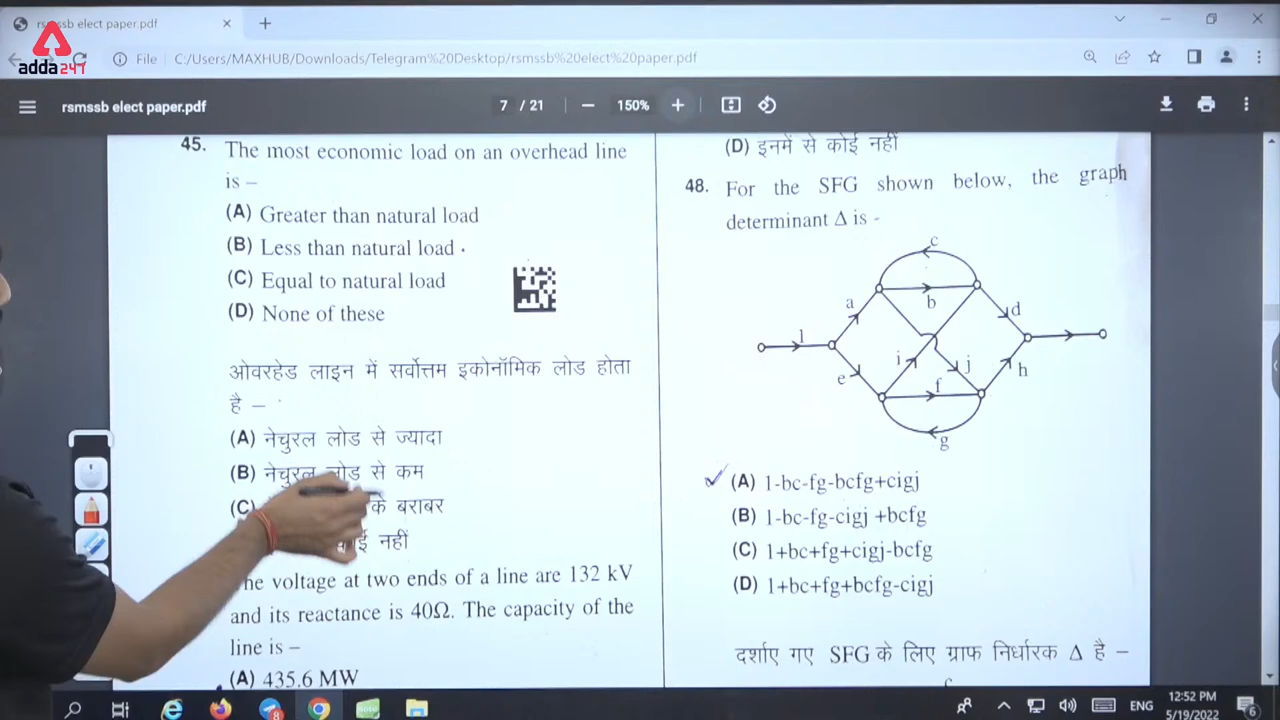 rsmssb elect paper.pdf
adda247
File
C:/Users/MAXHUB/Downloads/Telegram%20Desktop/rsmssb%20elect%20paper.pdf
rsmssb elect paper.pdf
7 / 21
150%
45. The most economic load on an overhead line
is –
(A) Greater than natural load
(B) Less than natural load
(C) Equal to natural load
(D) None of these
ओवरहेड लाइन में सर्वोत्तम इकोनॉमिक लोड होता
है –
(A) नेचुरल लोड से ज्यादा
(B) नेचुरल लोड से कम
(C) के बराबर
नहीं
voltage at two ends of a line are 132 kV
and its reactance is 40Ω. The capacity of the
line is –
(A) 435.6 MW
(D) इनमें से कोई नहीं
48. For the SFG shown below, the graph
determinant Δ is -
c
a
b
d
1
i
j
e
f
h
g
(A) 1-bc-fg-bcfg+cigj
(B) 1-bc-fg-cigj +bcfg
(C) 1+bc+fg+cigj-bcfg
(D) 1+bc+fg+bcfg-cigj
दर्शाए गए SFG के लिए ग्राफ निर्धारक Δ है –
c
ENG
12:52 PM
5/19/2022